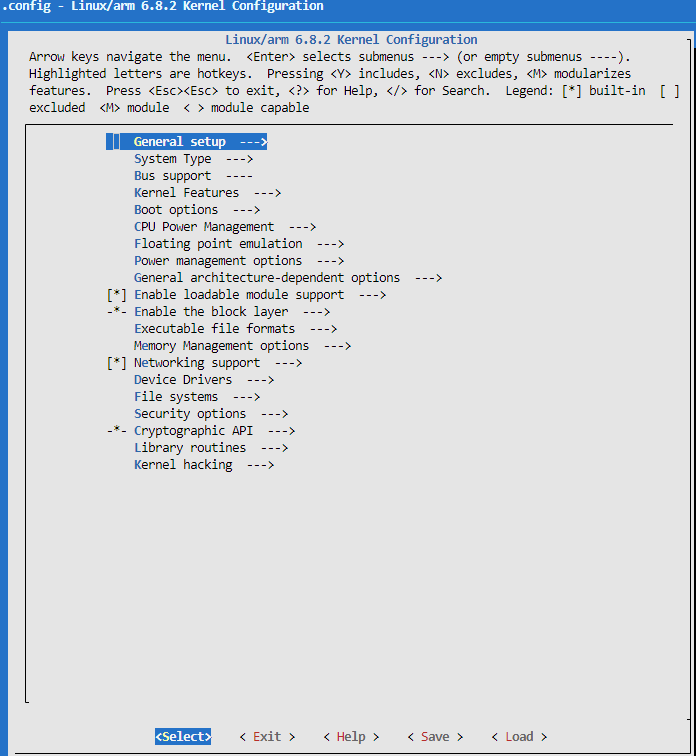 .config - Linux/arm 6.8.2 Kernel Configuration
Linux/arm 6.8.2 Kernel Configuration
Arrow keys navigate the menu.  <Enter> selects submenus ---> (or empty submenus ----).
Highlighted letters are hotkeys.  Pressing <Y> includes, <N> excludes, <M> modularizes
features.  Press <Esc><Esc> to exit, <?> for Help, </> for Search.  Legend: [*] built-in  [ ]
excluded  <M> module  < > module capable
General setup  --->
System Type  --->
Bus support  ----
Kernel Features  --->
Boot options  --->
CPU Power Management  --->
Floating point emulation  --->
Power management options  --->
General architecture-dependent options  --->
[*] Enable loadable module support  --->
-*- Enable the block layer  --->
Executable file formats  --->
Memory Management options  --->
[*] Networking support  --->
Device Drivers  --->
File systems  --->
Security options  --->
-*- Cryptographic API  --->
Library routines  --->
Kernel hacking  --->
<Select>    < Exit >    < Help >    < Save >    < Load >